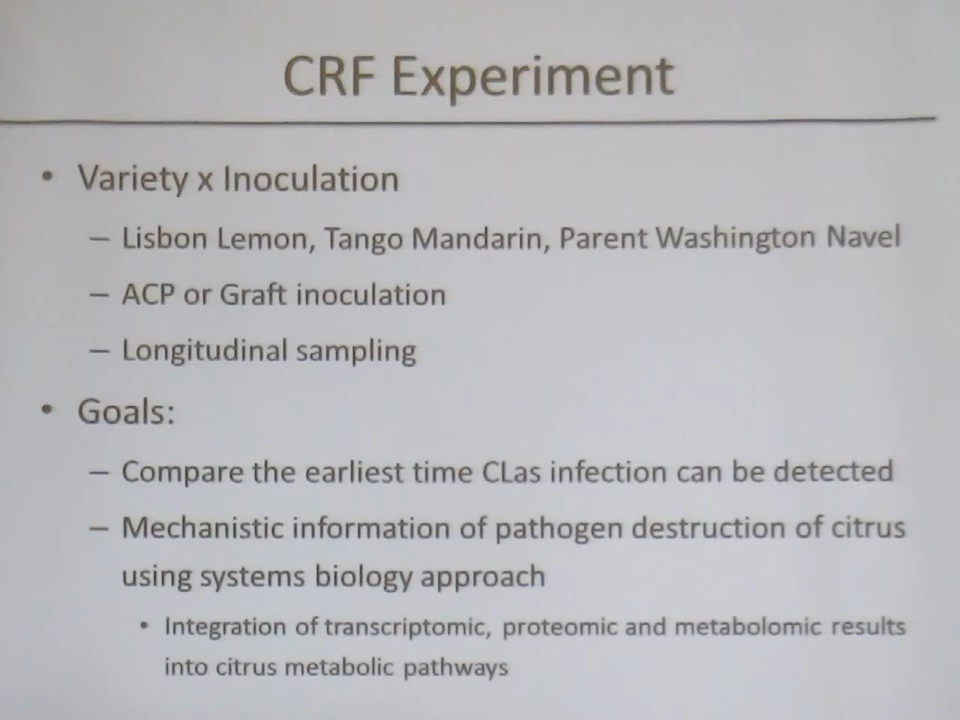 CRF Experiment
• Variety x Inoculation
– Lisbon Lemon, Tango Mandarin, Parent Washington Navel
– ACP or Graft inoculation
– Longitudinal sampling
• Goals:
– Compare the earliest time CLas infection can be detected
– Mechanistic information of pathogen destruction of citrus
using systems biology approach
• Integration of transcriptomic, proteomic and metabolomic results
into citrus metabolic pathways